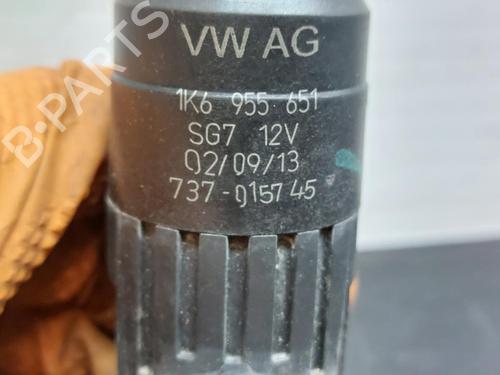 VW AG
1K6 955 651
SG7 12V
02/09/13
737-015745
B-PARTS